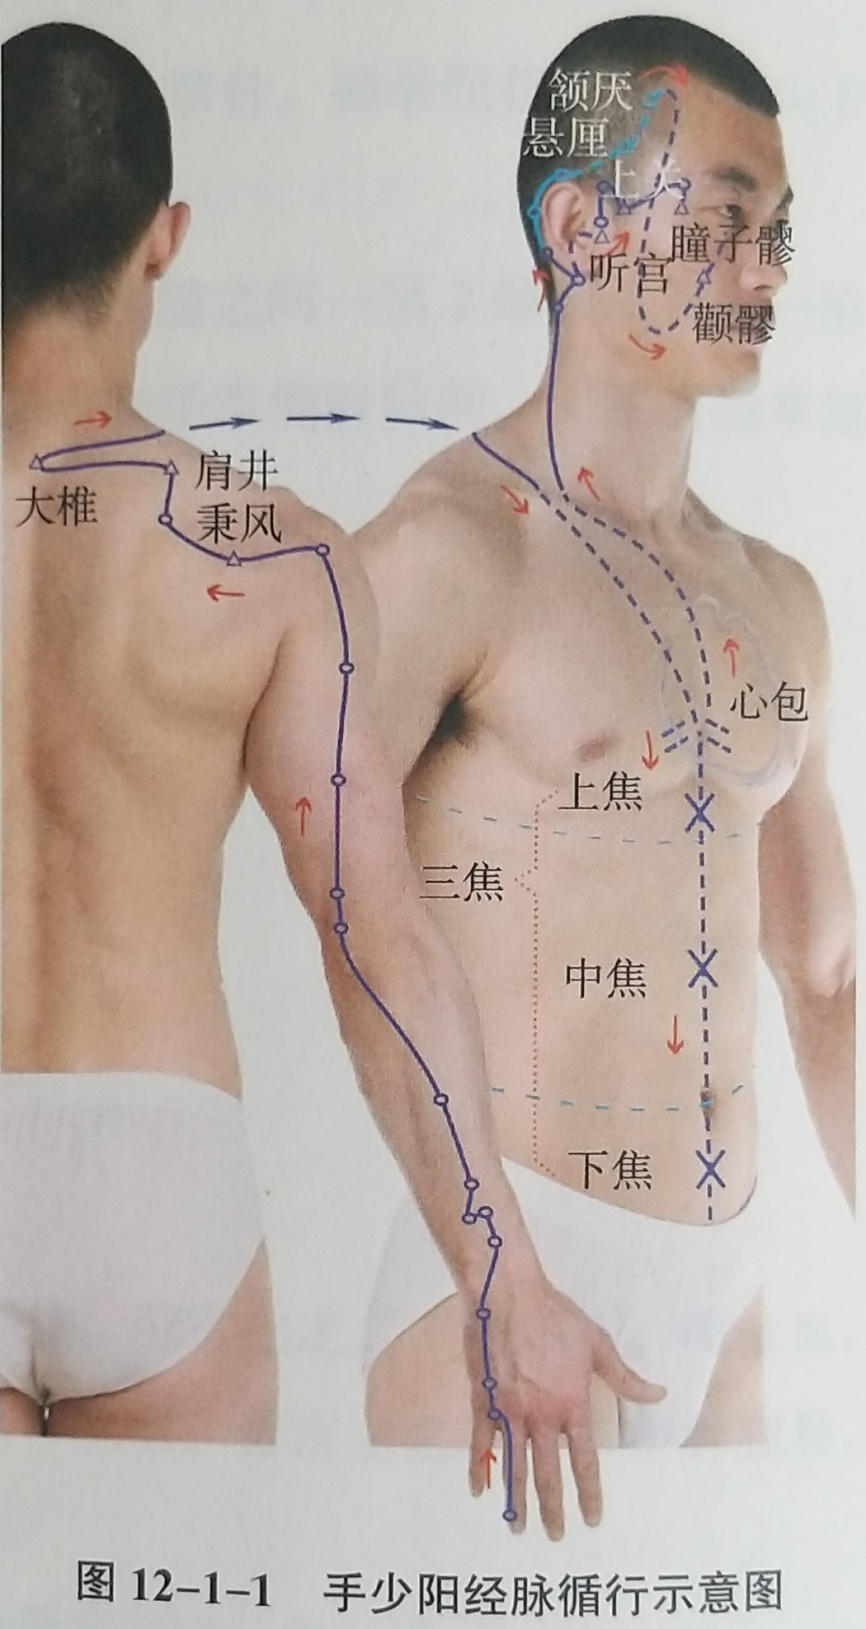 颔厌
悬厘
上关
瞳子髎
听宫
颧髎
肩井
大椎
秉风
心包
上焦
三焦
中焦
下焦
图 12-1-1 手少阳经脉循行示意图